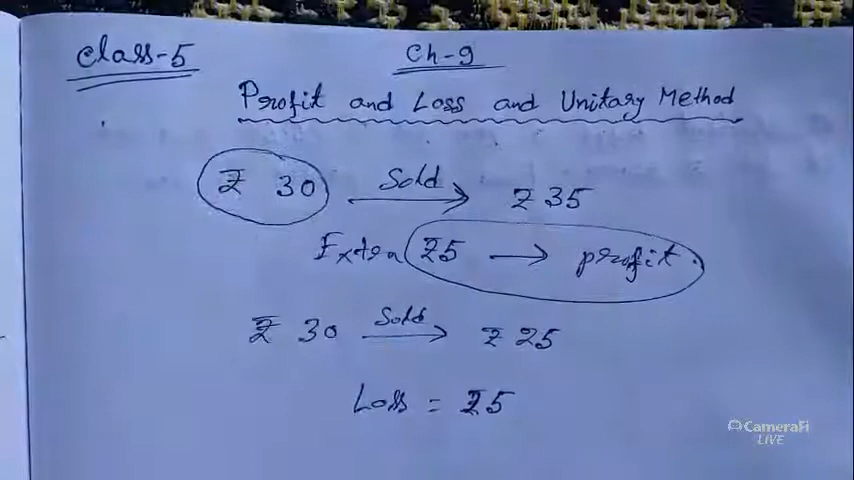 Class-5
Ch-9
Profit and Loss and Unitary Method
₹ 30 Sold → ₹ 35
Extra ₹5 → profit.
₹ 30 Sold → ₹ 25
Loss = ₹5
CameraFi
LIVE